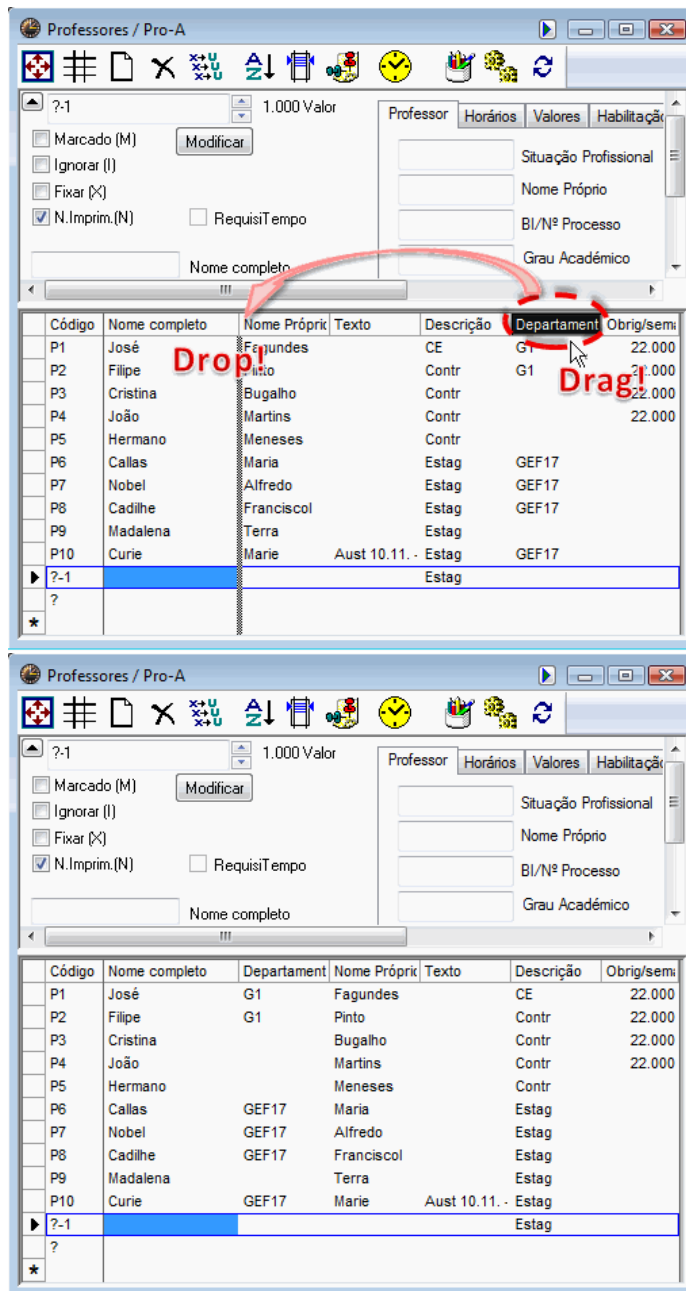 Professores / Pro-A
?-1 1.000 Valor
Marcado (M) Modificar
Ignorar (I)
Fixar (X)
N.Imprim.(N) RequisiTempo
Nome completo
Professor Horários Valores Habilitaçã
Situação Profissional
Nome Próprio
BI/Nº Processo
Grau Académico
Código Nome completo Nome Própric Texto Descrição Departament Obrig/sem
P1 José Fagundes CE G1 22.000
Drop!
P2 Filipe Pinto Contr G1 22.000
Drag!
P3 Cristina Bugalho Contr 22.000
P4 João Martins Contr 22.000
P5 Hermano Meneses Contr
P6 Callas Maria Estag GEF17
P7 Nobel Alfredo Estag GEF17
P8 Cadilhe Franciscol Estag GEF17
P9 Madalena Terra Estag
P10 Curie Marie Aust 10.11. - Estag GEF17
?-1 Estag
?
*
Professores / Pro-A
?-1 1.000 Valor
Marcado (M) Modificar
Ignorar (I)
Fixar (X)
N.Imprim.(N) RequisiTempo
Nome completo
Professor Horários Valores Habilitaçã
Situação Profissional
Nome Próprio
BI/Nº Processo
Grau Académico
Código Nome completo Departament Nome Própric Texto Descrição Obrig/sem
P1 José G1 Fagundes CE 22.000
P2 Filipe G1 Pinto Contr 22.000
P3 Cristina Bugalho Contr 22.000
P4 João Martins Contr 22.000
P5 Hermano Meneses Contr
P6 Callas GEF17 Maria Estag
P7 Nobel GEF17 Alfredo Estag
P8 Cadilhe GEF17 Franciscol Estag
P9 Madalena Terra Estag
P10 Curie GEF17 Marie Aust 10.11. - Estag
?-1 Estag
?
*